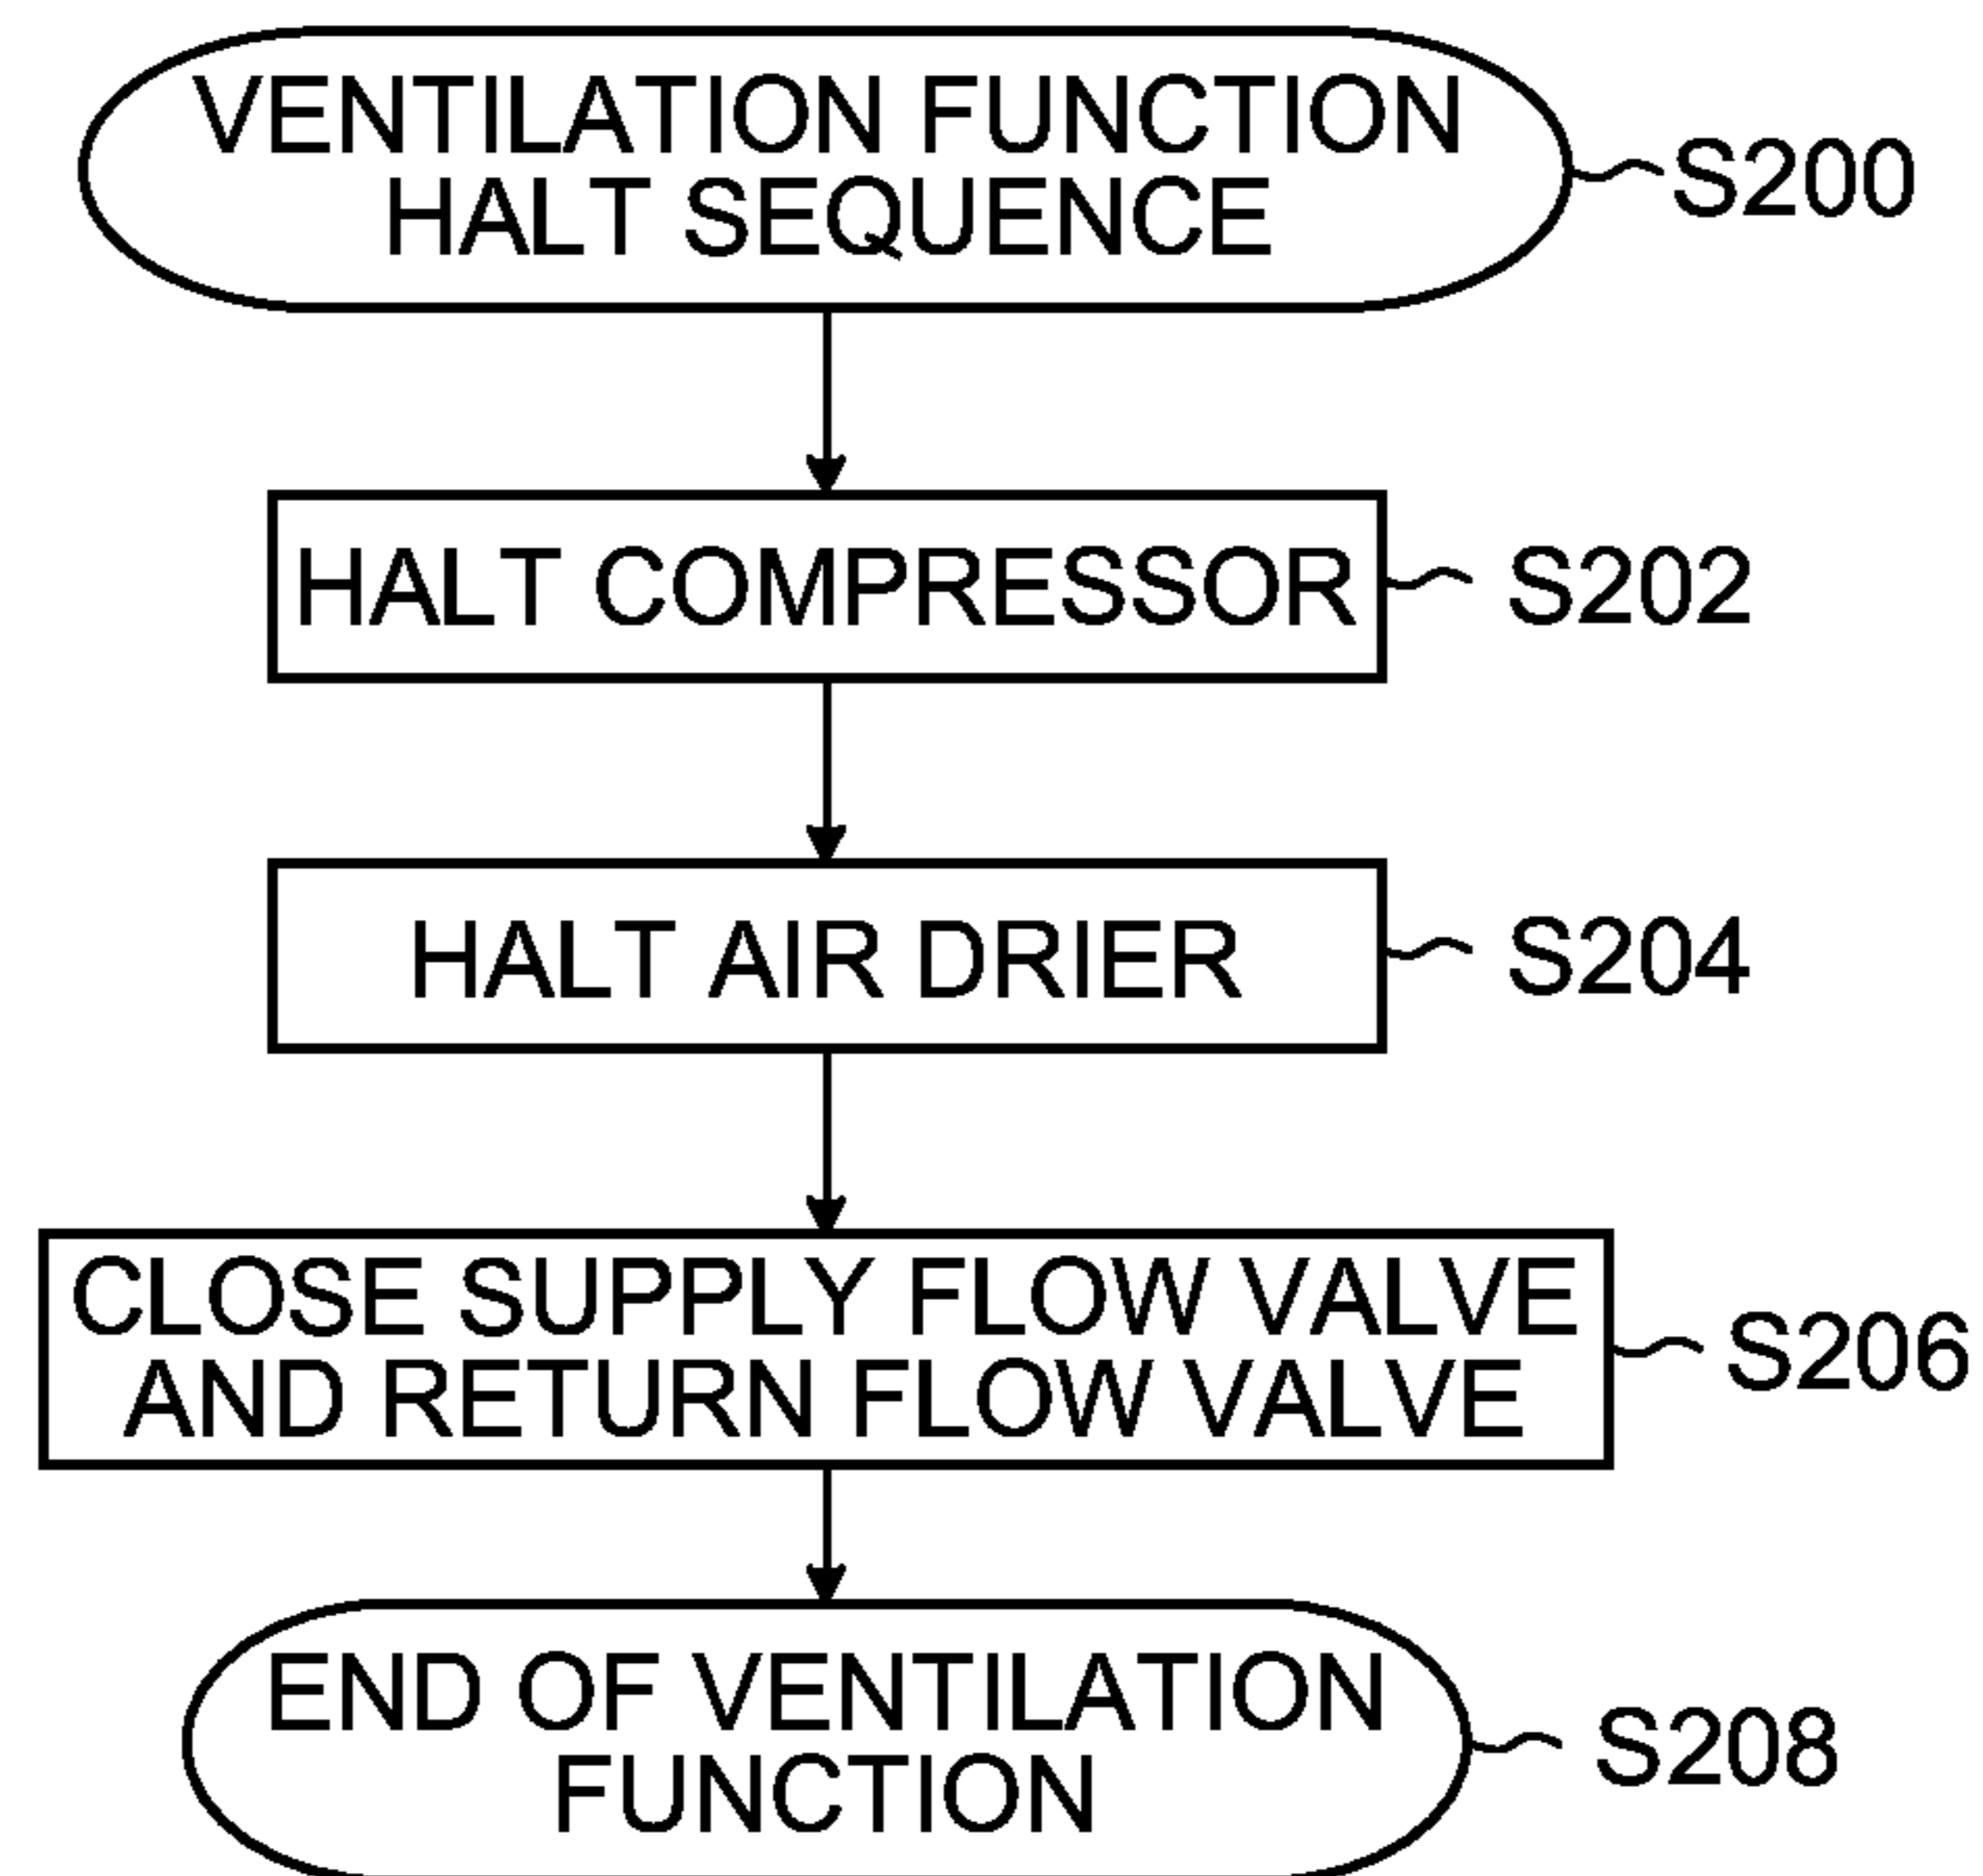 VENTILATION FUNCTION
HALT SEQUENCE
S200
HALT COMPRESSOR
S202
HALT AIR DRIER
S204
CLOSE SUPPLY FLOW VALVE
AND RETURN FLOW VALVE
S206
END OF VENTILATION
FUNCTION
S208